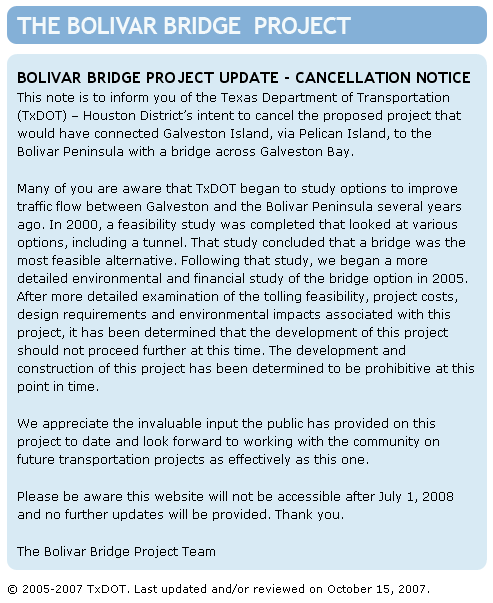 THE BOLIVAR BRIDGE PROJECT
BOLIVAR BRIDGE PROJECT UPDATE - CANCELLATION NOTICE
This note is to inform you of the Texas Department of Transportation
(TxDOT) – Houston District's intent to cancel the proposed project that
would have connected Galveston Island, via Pelican Island, to the
Bolivar Peninsula with a bridge across Galveston Bay.
Many of you are aware that TxDOT began to study options to improve
traffic flow between Galveston and the Bolivar Peninsula several years
ago. In 2000, a feasibility study was completed that looked at various
options, including a tunnel. That study concluded that a bridge was the
most feasible alternative. Following that study, we began a more
detailed environmental and financial study of the bridge option in 2005.
After more detailed examination of the tolling feasibility, project costs,
design requirements and environmental impacts associated with this
project, it has been determined that the development of this project
should not proceed further at this time. The development and
construction of this project has been determined to be prohibitive at this
point in time.
We appreciate the invaluable input the public has provided on this
project to date and look forward to working with the community on
future transportation projects as effectively as this one.
Please be aware this website will not be accessible after July 1, 2008
and no further updates will be provided. Thank you.
The Bolivar Bridge Project Team
© 2005-2007 TxDOT. Last updated and/or reviewed on October 15, 2007.